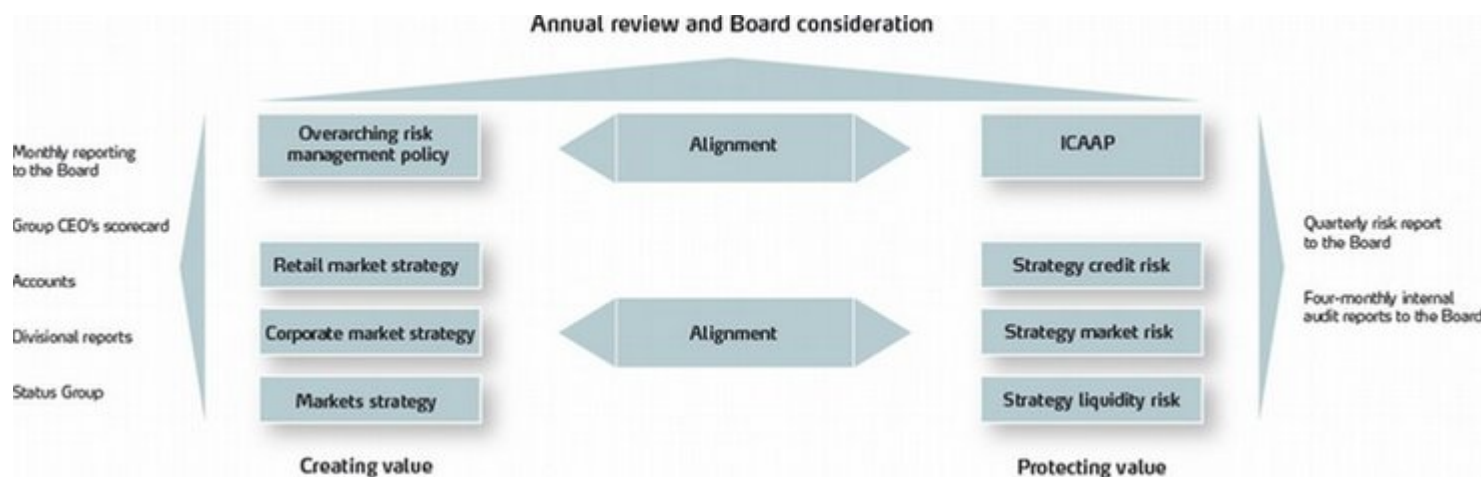 Annual review and Board consideration
Monthly reporting
to the Board
Group CEO's scorecard
Accounts
Divisional reports
Status Group
Overarching risk
management policy
Alignment
ICAAP
Retail market strategy
Corporate market strategy
Markets strategy
Creating value
Alignment
Strategy credit risk
Strategy market risk
Strategy liquidity risk
Protecting value
Quarterly risk report
to the Board
Four-monthly internal
audit reports to the Board